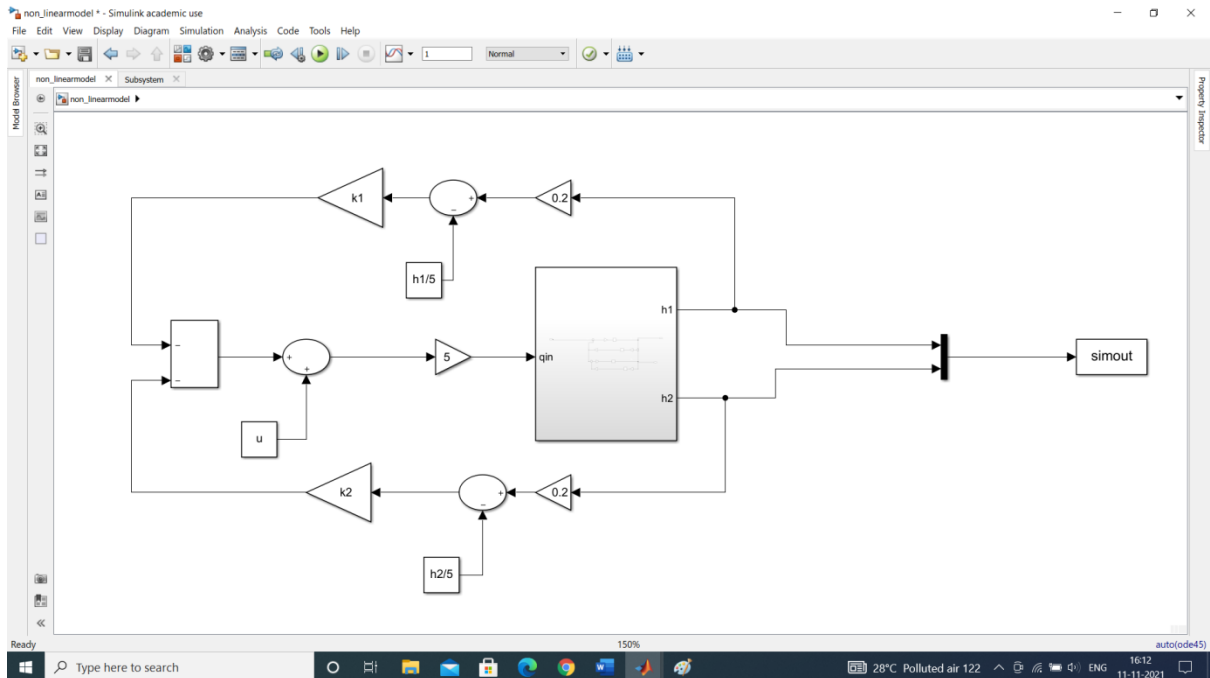 non_linearmodel * - Simulink academic use
File Edit View Display Diagram Simulation Analysis Code Tools Help
1
Normal
non_linearmodel
Subsystem
non_linearmodel
Model Browser
Property Inspector
k1
+
−
0.2
h1/5
h1
−
−
+
+
5
qin
simout
h2
u
k2
+
−
0.2
h2/5
Ready
150%
auto(ode45)
Type here to search
28°C Polluted air 122
ENG
16:12
11-11-2021